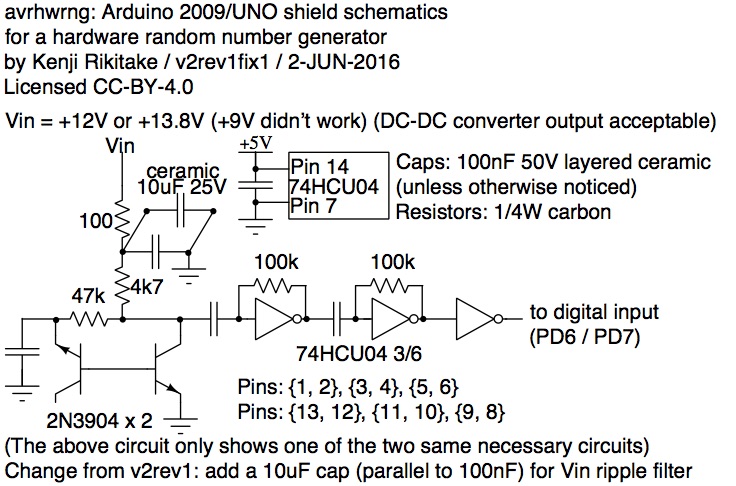 avrhwrng: Arduino 2009/UNO shield schematics
for a hardware random number generator
by Kenji Rikitake / v2rev1fix1 / 2-JUN-2016
Licensed CC-BY-4.0
Vin = +12V or +13.8V (+9V didn't work) (DC-DC converter output acceptable)
Vin
+5V
ceramic
10uF 25V
Pin 14
74HCU04
Pin 7
Caps: 100nF 50V layered ceramic
(unless otherwise noticed)
Resistors: 1/4W carbon
100
4k7
47k
100k
100k
to digital input
(PD6 / PD7)
74HCU04 3/6
Pins: {1, 2}, {3, 4}, {5, 6}
Pins: {13, 12}, {11, 10}, {9, 8}
2N3904 x 2
(The above circuit only shows one of the two same necessary circuits)
Change from v2rev1: add a 10uF cap (parallel to 100nF) for Vin ripple filter